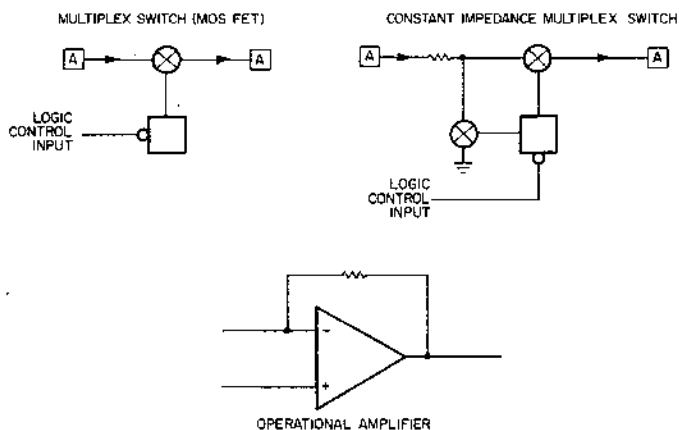 MULTIPLEX SWITCH (MOS FET)
A
A
LOGIC
CONTROL
INPUT
CONSTANT IMPEDANCE MULTIPLEX SWITCH
A
A
LOGIC
CONTROL
INPUT
-
+
OPERATIONAL AMPLIFIER